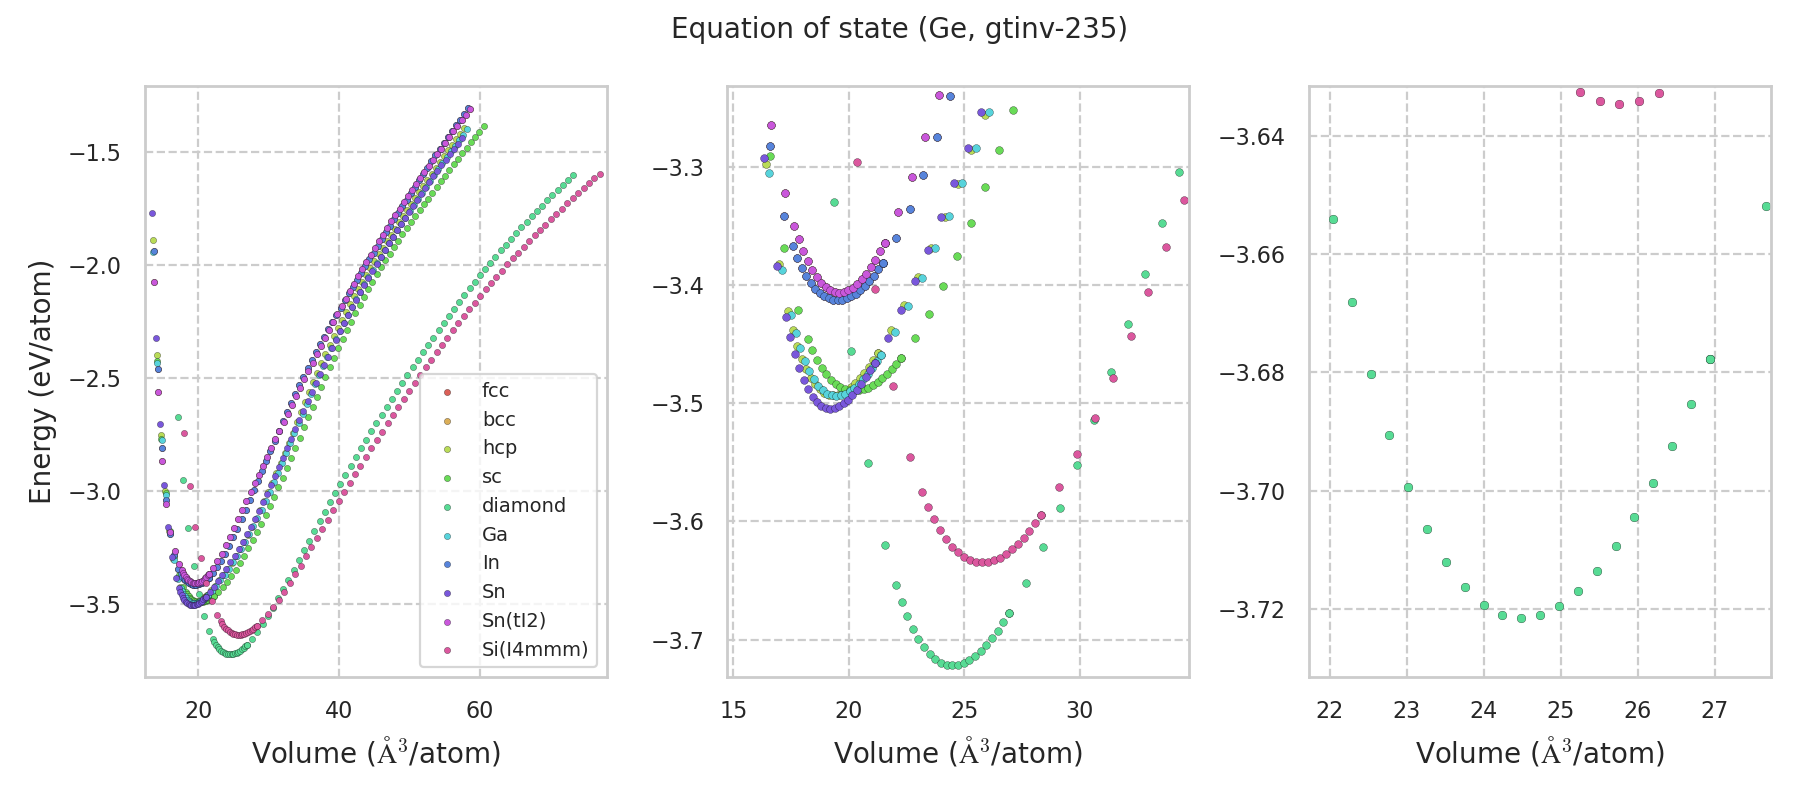 Equation of state (Ge, gtinv-235)
Energy (eV/atom)
−1.5
−2.0
−2.5
−3.0
−3.5
20
40
60
Volume (Å³/atom)
fcc
bcc
hcp
sc
diamond
Ga
In
Sn
Sn(tI2)
Si(I4mmm)
−3.3
−3.4
−3.5
−3.6
−3.7
15
20
25
30
Volume (Å³/atom)
−3.64
−3.66
−3.68
−3.70
−3.72
22
23
24
25
26
27
Volume (Å³/atom)